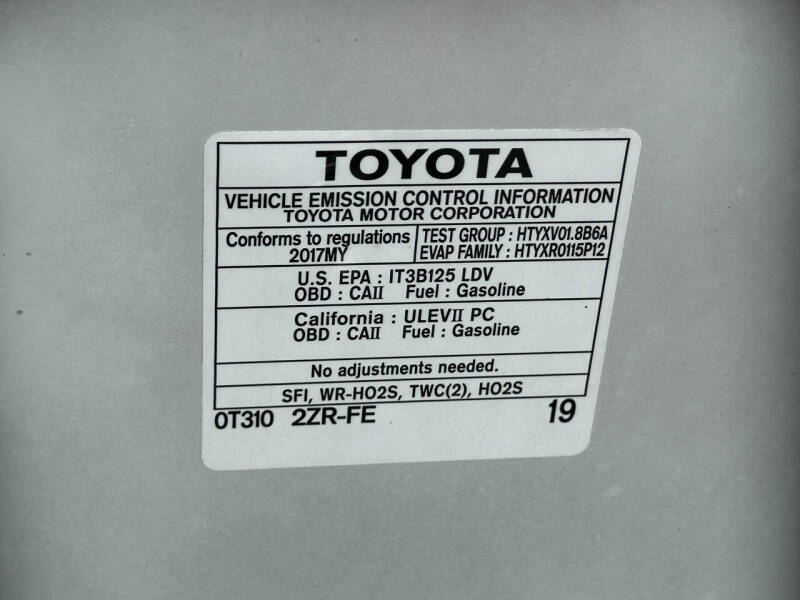 TOYOTA
VEHICLE EMISSION CONTROL INFORMATION
TOYOTA MOTOR CORPORATION
Conforms to regulations
2017MY
TEST GROUP : HTYXV01.8B6A
EVAP FAMILY : HTYXR0115P12
U.S. EPA : IT3B125 LDV
OBD : CAII Fuel : Gasoline
California : ULEVII PC
OBD : CAII Fuel : Gasoline
No adjustments needed.
SFI, WR-HO2S, TWC(2), HO2S
0T310 2ZR-FE 19